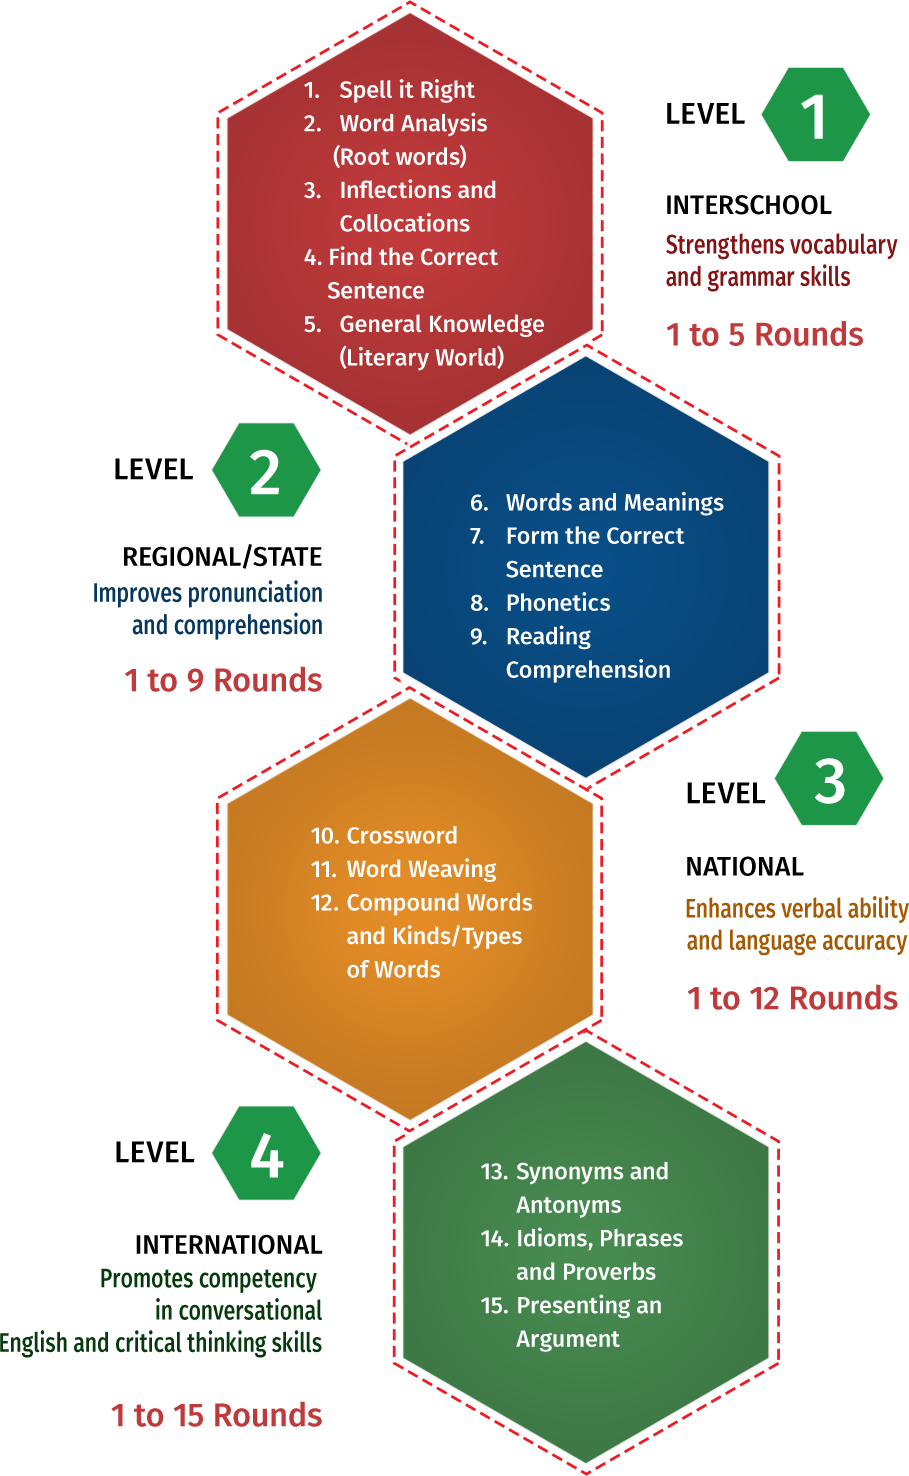 1. Spell it Right
2. Word Analysis
(Root words)
3. Inflections and
Collocations
4. Find the Correct
Sentence
5. General Knowledge
(Literary World)
LEVEL 1
INTERSCHOOL
Strengthens vocabulary
and grammar skills
1 to 5 Rounds
LEVEL 2
REGIONAL/STATE
Improves pronunciation
and comprehension
1 to 9 Rounds
6. Words and Meanings
7. Form the Correct
Sentence
8. Phonetics
9. Reading
Comprehension
10. Crossword
11. Word Weaving
12. Compound Words
and Kinds/Types
of Words
LEVEL 3
NATIONAL
Enhances verbal ability
and language accuracy
1 to 12 Rounds
LEVEL 4
INTERNATIONAL
Promotes competency
in conversational
English and critical thinking skills
1 to 15 Rounds
13. Synonyms and
Antonyms
14. Idioms, Phrases
and Proverbs
15. Presenting an
Argument